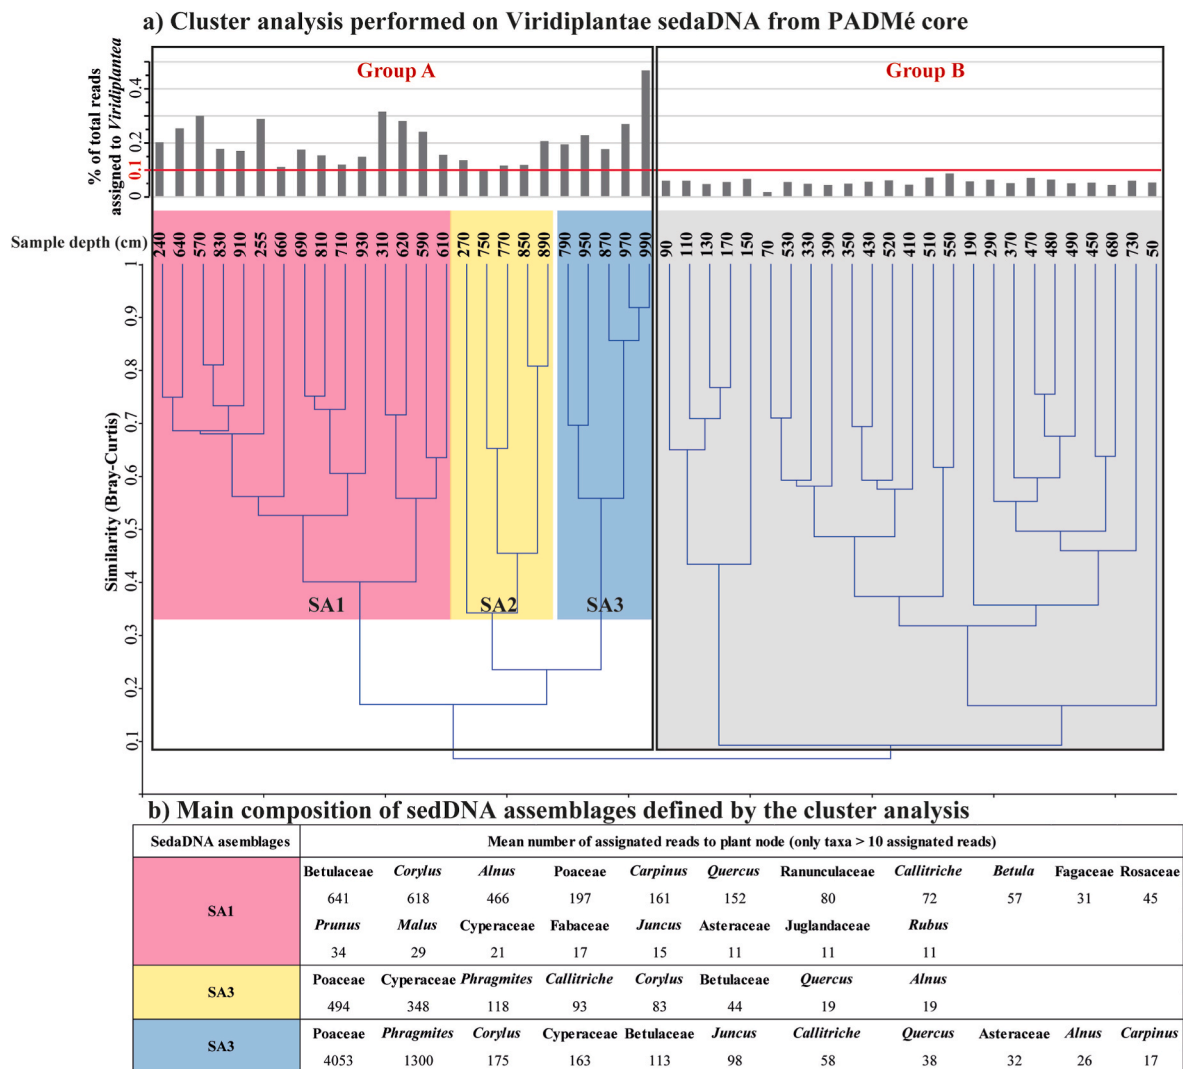 a) Cluster analysis performed on Viridiplantae sedaDNA from PADMé core
Group A
Group B
% of total reads
assigned to Viridiplantea
0.4
0.2
0.1
0
Sample depth (cm)
240 640 570 830 910 255 660 690 810 710 930 310 620 590 610 270 750 770 850 890 790 950 870 970 990 90 110 130 170 150 70 530 330 390 350 430 520 410 510 550 190 290 370 470 480 490 450 680 730 50
Similarity (Bray-Curtis)
1
0.9
0.8
0.7
0.6
0.5
0.4
0.3
0.2
0.1
SA1
SA2
SA3
b) Main composition of sedDNA assemblages defined by the cluster analysis
SedaDNA asemblages Mean number of assignated reads to plant node (only taxa > 10 assignated reads)
SA1
Betulaceae Corylus Alnus Poaceae Carpinus Quercus Ranunculaceae Callitriche Betula Fagaceae Rosaceae
641 618 466 197 161 152 80 72 57 31 45
Prunus Malus Cyperaceae Fabaceae Juncus Asteraceae Juglandaceae Rubus
34 29 21 17 15 11 11 11
SA3
Poaceae Cyperaceae Phragmites Callitriche Corylus Betulaceae Quercus Alnus
494 348 118 93 83 44 19 19
SA3
Poaceae Phragmites Corylus Cyperaceae Betulaceae Juncus Callitriche Quercus Asteraceae Alnus Carpinus
4053 1300 175 163 113 98 58 38 32 26 17